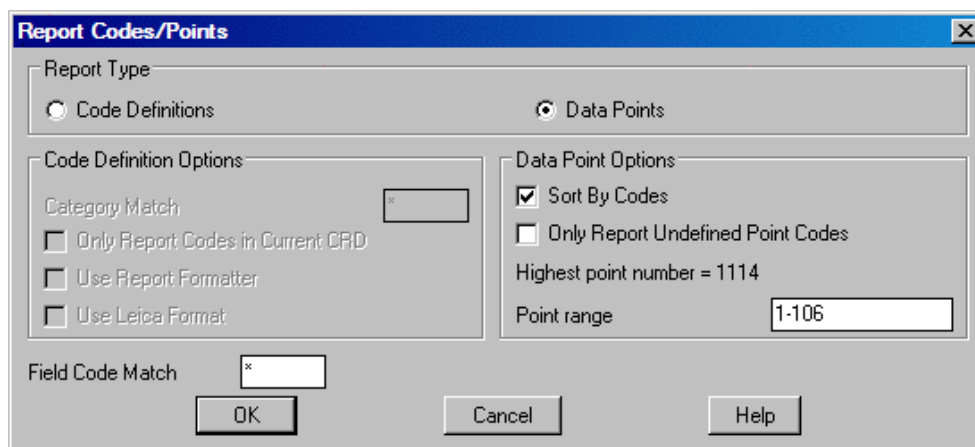 Report Codes/Points
Report Type
Code Definitions
Data Points
Code Definition Options
Category Match
*
Only Report Codes in Current CRD
Use Report Formatter
Use Leica Format
Data Point Options
Sort By Codes
Only Report Undefined Point Codes
Highest point number = 1114
Point range
1-106
Field Code Match
*
OK
Cancel
Help